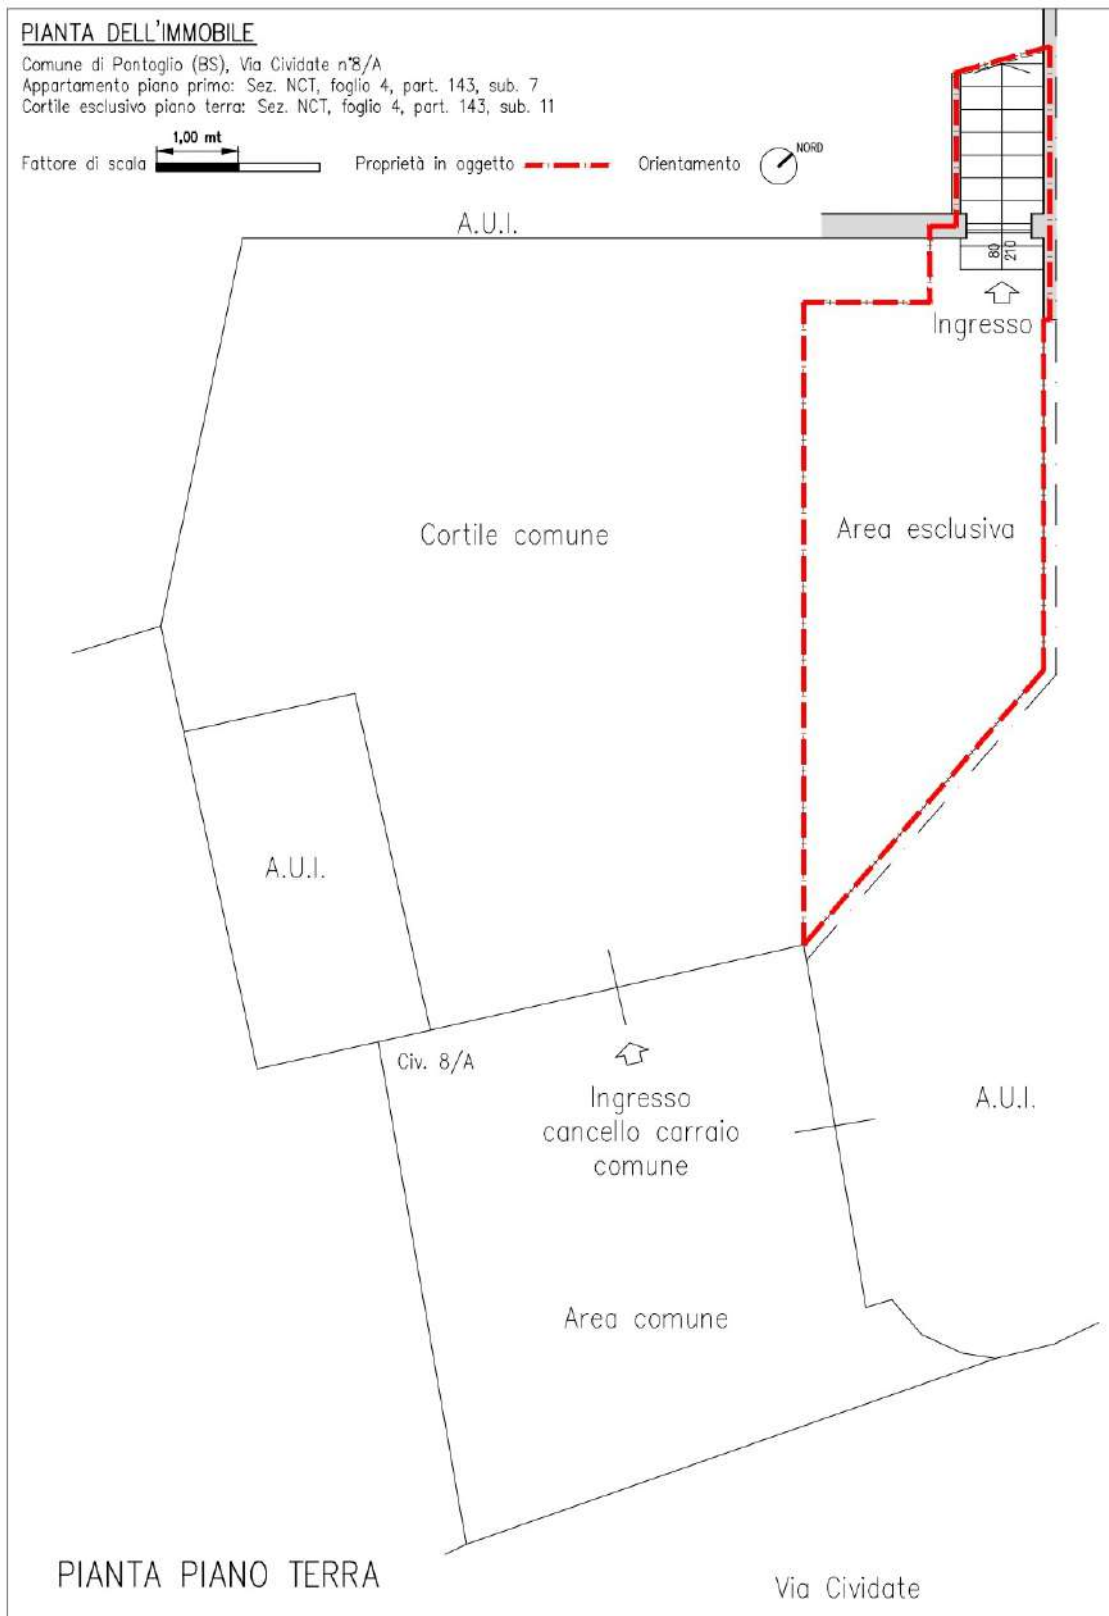 PIANTA DELL'IMMOBILE
Comune di Pontoglio (BS), Via Cividate n°8/A
Appartamento piano primo: Sez. NCT, foglio 4, part. 143, sub. 7
Cortile esclusivo piano terra: Sez. NCT, foglio 4, part. 143, sub. 11
1,00 mt
Fattore di scala
Proprietà in oggetto
Orientamento
NORD
A.U.I.
80
210
Ingresso
Cortile comune
Area esclusiva
A.U.I.
Civ. 8/A
Ingresso
cancello carraio
comune
A.U.I.
Area comune
PIANTA PIANO TERRA
Via Cividate